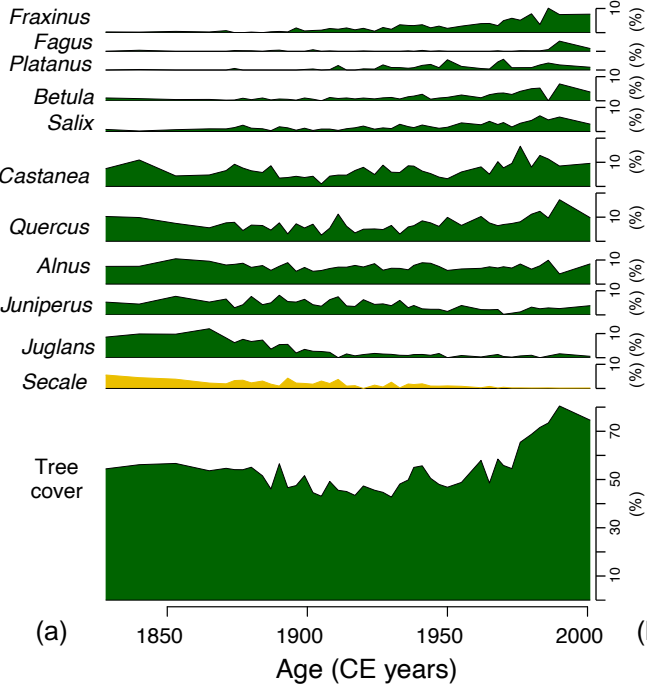 Fraxinus 10 (%)
Fagus (%)
Platanus 10 (%)
Betula 10 (%)
Salix 10 (%)
Castanea 10 (%)
Quercus 10 (%)
Alnus 10 (%)
Juniperus 10 (%)
Juglans 10 (%)
Secale 10 (%)
Tree
cover
10 30 50 70 (%)
(a) 1850 1900 1950 2000
Age (CE years)